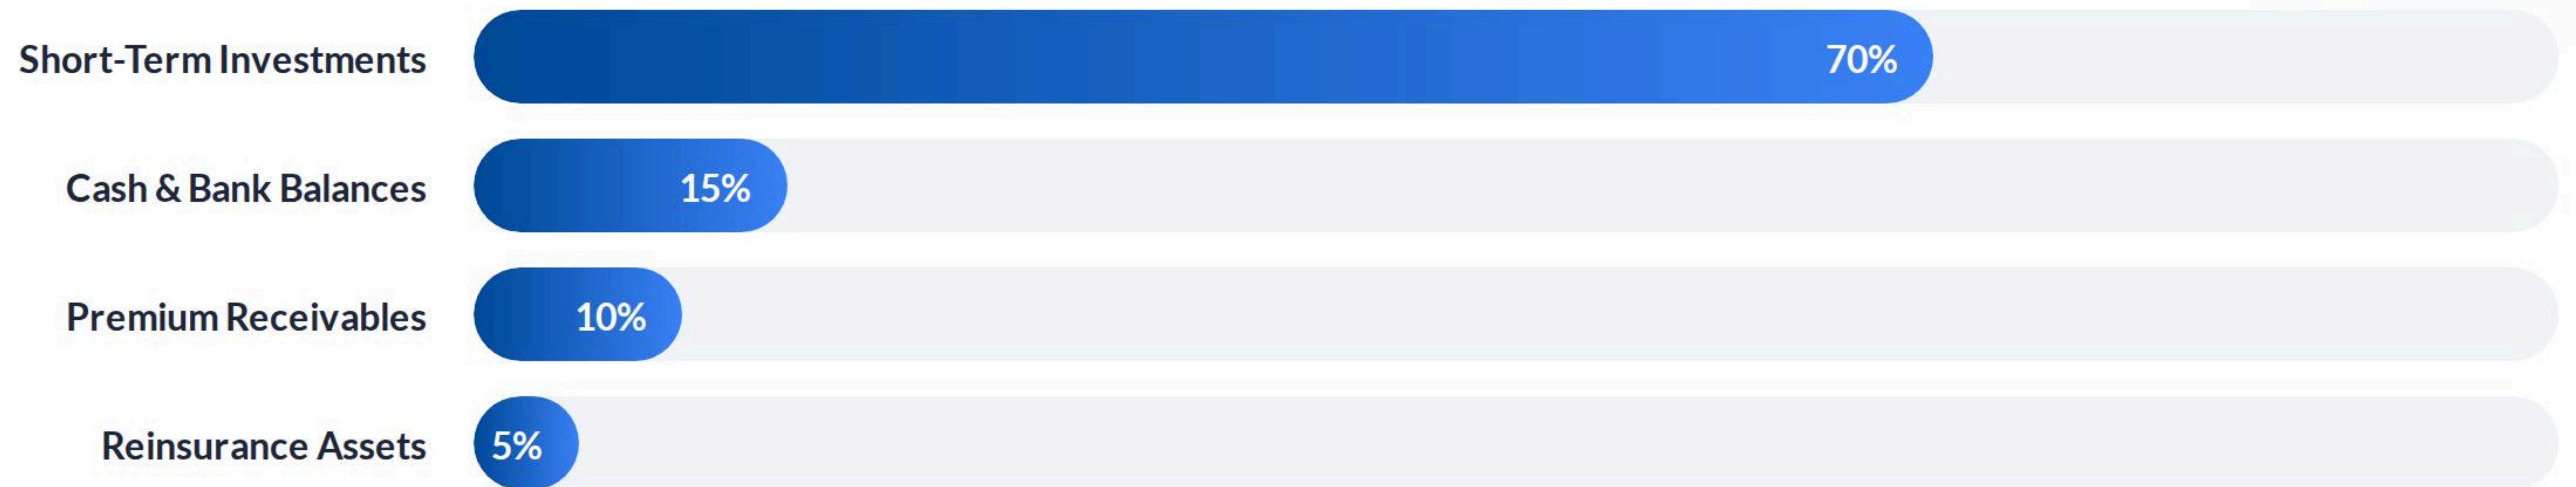 Short-Term Investments 70%
Cash & Bank Balances 15%
Premium Receivables 10%
Reinsurance Assets 5%